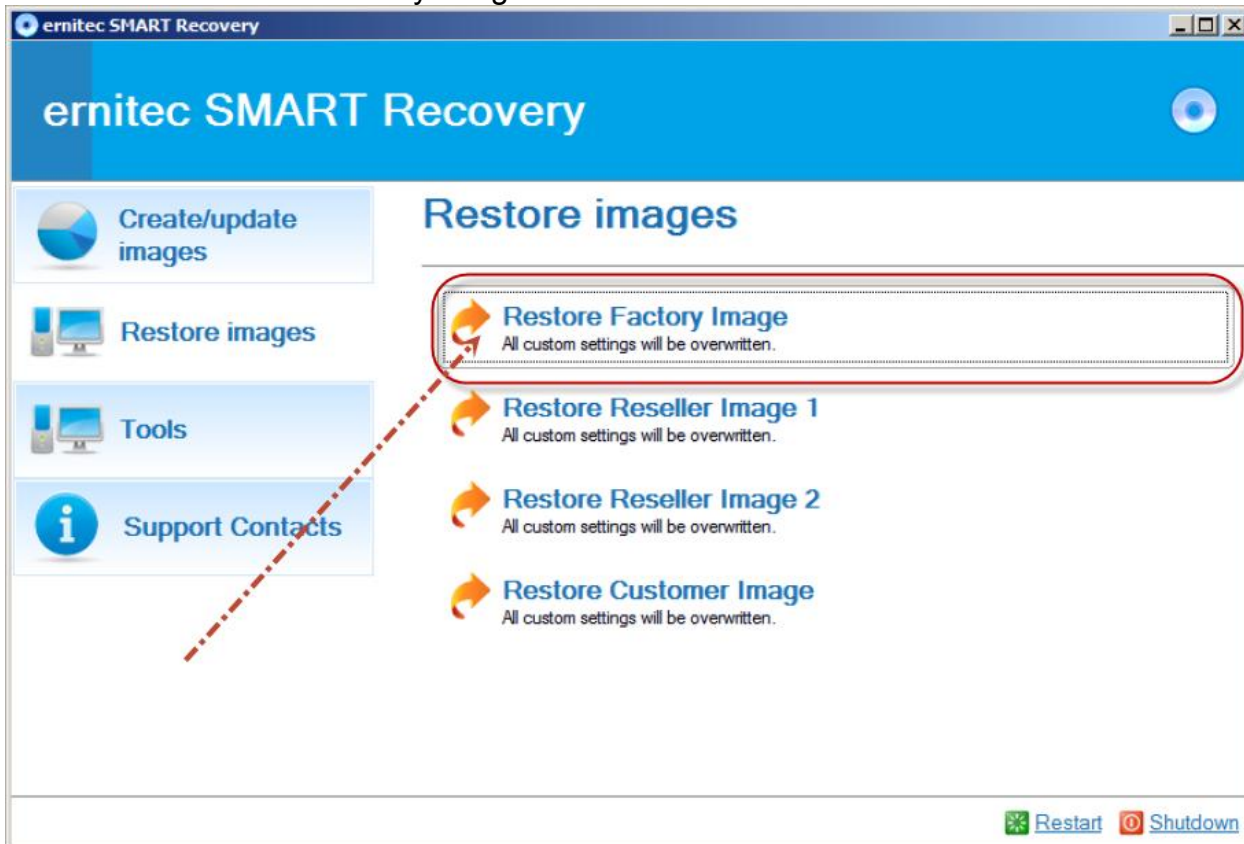 ernitec SMART Recovery
ernitec SMART Recovery
Create/update
images
Restore images
Tools
Support Contacts
Restore images
Restore Factory Image
All custom settings will be overwritten.
Restore Reseller Image 1
All custom settings will be overwritten.
Restore Reseller Image 2
All custom settings will be overwritten.
Restore Customer Image
All custom settings will be overwritten.
Restart
Shutdown